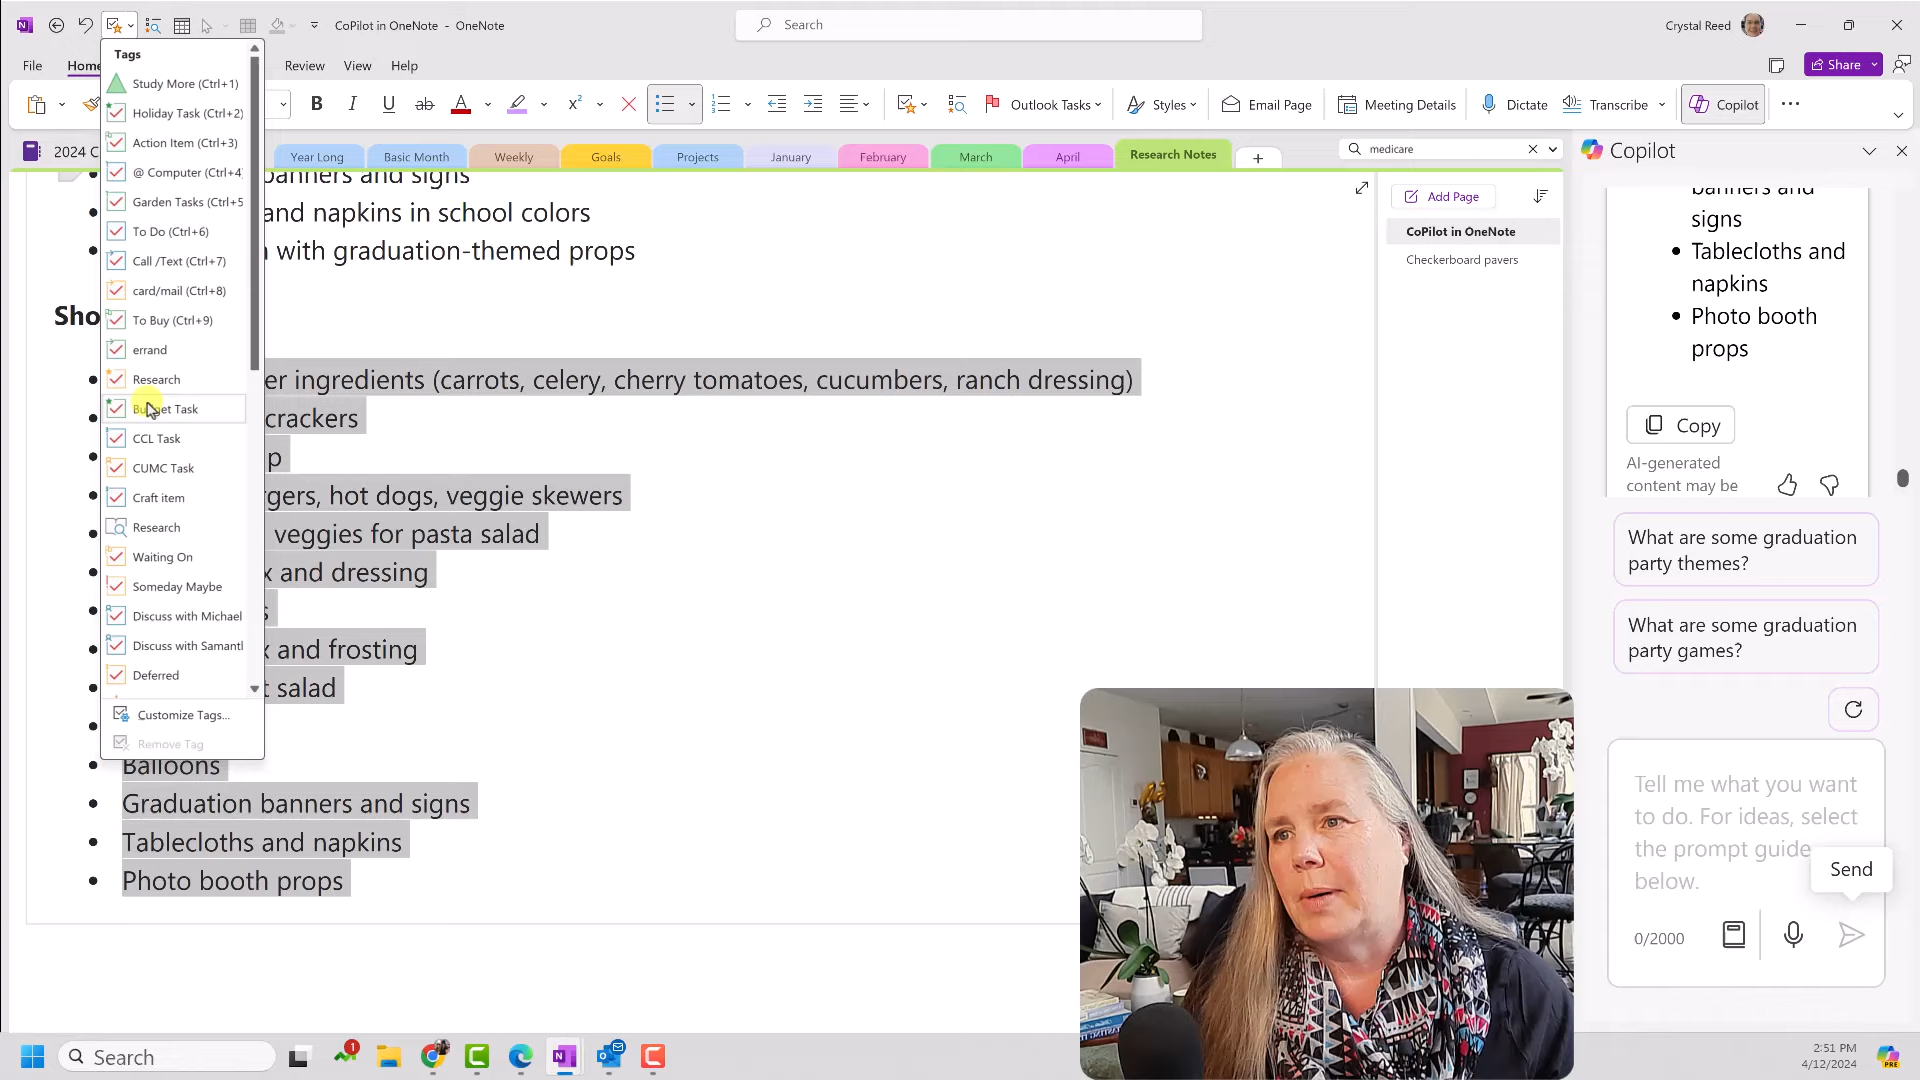 CoPilot in OneNote - OneNote
Search
Crystal Reed
File
Home
Review
View
Help
Share
Tags
Study More (Ctrl+1)
Holiday Task (Ctrl+2)
Action Item (Ctrl+3)
@ Computer (Ctrl+4
Garden Tasks (Ctrl+5
To Do (Ctrl+6)
Call /Text (Ctrl+7)
card/mail (Ctrl+8)
To Buy (Ctrl+9)
errand
Research
Budget Task
CCL Task
CUMC Task
Craft item
Research
Waiting On
Someday Maybe
Discuss with Michael
Discuss with Samant
Deferred
Customize Tags...
Remove Tag
B I U ab A
Outlook Tasks
Styles
Email Page
Meeting Details
Dictate
Transcribe
Copilot
2024 C
Year Long
Basic Month
Weekly
Goals
Projects
January
February
March
April
Research Notes
medicare
banners and signs
and napkins in school colors
with graduation-themed props
Sho
er ingredients (carrots, celery, cherry tomatoes, cucumbers, ranch dressing)
crackers
p
gers, hot dogs, veggie skewers
veggies for pasta salad
x and dressing
s
x and frosting
t salad
Balloons
Graduation banners and signs
Tablecloths and napkins
Photo booth props
Add Page
CoPilot in OneNote
Checkerboard pavers
Copilot
banners and
signs
Tablecloths and
napkins
Photo booth
props
Copy
AI-generated
content may be
What are some graduation
party themes?
What are some graduation
party games?
Tell me what you want
to do. For ideas, select
the prompt guide
below.
Send
0/2000
Search
1
2:51 PM
4/12/2024
PRE